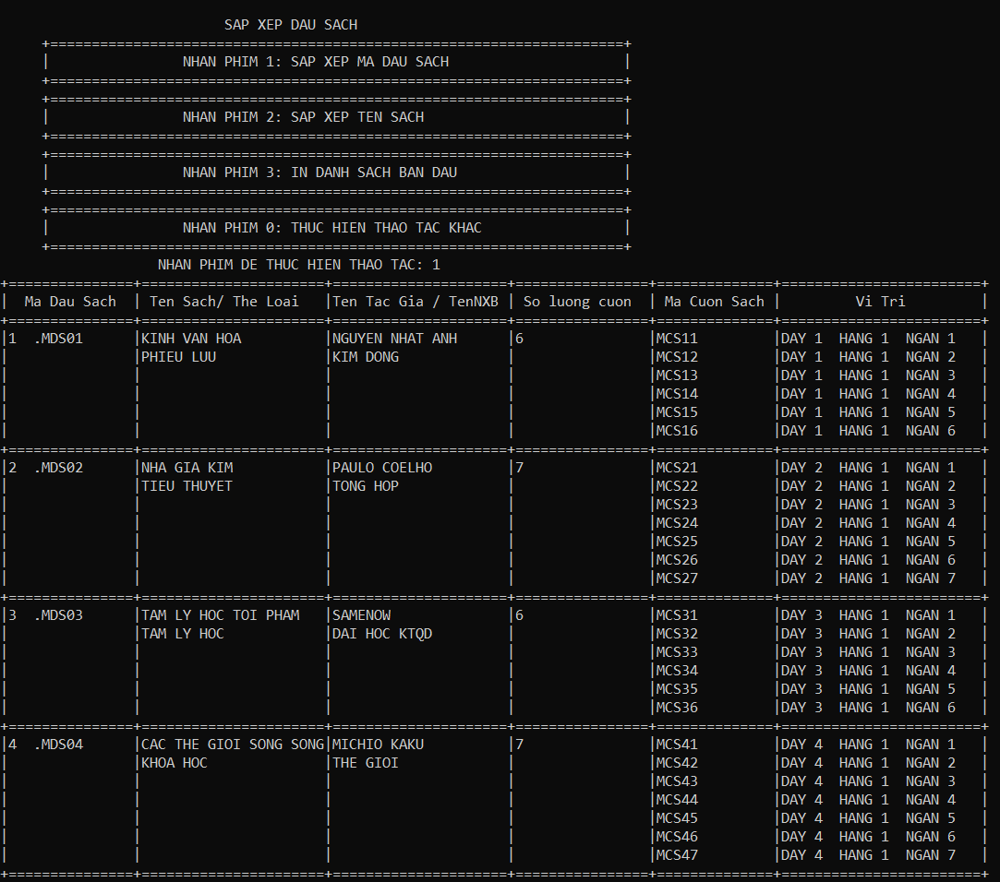 SAP XEP DAU SACH
+=====================================================================+
| NHAN PHIM 1: SAP XEP MA DAU SACH |
+=====================================================================+
+=====================================================================+
| NHAN PHIM 2: SAP XEP TEN SACH |
+=====================================================================+
+=====================================================================+
| NHAN PHIM 3: IN DANH SACH BAN DAU |
+=====================================================================+
+=====================================================================+
| NHAN PHIM 0: THUC HIEN THAO TAC KHAC |
+=====================================================================+
NHAN PHIM DE THUC HIEN THAO TAC: 1
+===============+======================+=====================+================+==============+========================+
| Ma Dau Sach | Ten Sach/ The Loai |Ten Tac Gia / TenNXB | So luong cuon | Ma Cuon Sach | Vi Tri |
+===============+======================+=====================+================+==============+========================+
|1 .MDS01 |KINH VAN HOA |NGUYEN NHAT ANH |6 |MCS11 |DAY 1 HANG 1 NGAN 1 |
| |PHIEU LUU |KIM DONG | |MCS12 |DAY 1 HANG 1 NGAN 2 |
| | | | |MCS13 |DAY 1 HANG 1 NGAN 3 |
| | | | |MCS14 |DAY 1 HANG 1 NGAN 4 |
| | | | |MCS15 |DAY 1 HANG 1 NGAN 5 |
| | | | |MCS16 |DAY 1 HANG 1 NGAN 6 |
+===============+======================+=====================+================+==============+========================+
|2 .MDS02 |NHA GIA KIM |PAULO COELHO |7 |MCS21 |DAY 2 HANG 1 NGAN 1 |
| |TIEU THUYET |TONG HOP | |MCS22 |DAY 2 HANG 1 NGAN 2 |
| | | | |MCS23 |DAY 2 HANG 1 NGAN 3 |
| | | | |MCS24 |DAY 2 HANG 1 NGAN 4 |
| | | | |MCS25 |DAY 2 HANG 1 NGAN 5 |
| | | | |MCS26 |DAY 2 HANG 1 NGAN 6 |
| | | | |MCS27 |DAY 2 HANG 1 NGAN 7 |
+===============+======================+=====================+================+==============+========================+
|3 .MDS03 |TAM LY HOC TOI PHAM |SAMENOW |6 |MCS31 |DAY 3 HANG 1 NGAN 1 |
| |TAM LY HOC |DAI HOC KTQD | |MCS32 |DAY 3 HANG 1 NGAN 2 |
| | | | |MCS33 |DAY 3 HANG 1 NGAN 3 |
| | | | |MCS34 |DAY 3 HANG 1 NGAN 4 |
| | | | |MCS35 |DAY 3 HANG 1 NGAN 5 |
| | | | |MCS36 |DAY 3 HANG 1 NGAN 6 |
+===============+======================+=====================+================+==============+========================+
|4 .MDS04 |CAC THE GIOI SONG SONG|MICHIO KAKU |7 |MCS41 |DAY 4 HANG 1 NGAN 1 |
| |KHOA HOC |THE GIOI | |MCS42 |DAY 4 HANG 1 NGAN 2 |
| | | | |MCS43 |DAY 4 HANG 1 NGAN 3 |
| | | | |MCS44 |DAY 4 HANG 1 NGAN 4 |
| | | | |MCS45 |DAY 4 HANG 1 NGAN 5 |
| | | | |MCS46 |DAY 4 HANG 1 NGAN 6 |
| | | | |MCS47 |DAY 4 HANG 1 NGAN 7 |
+===============+======================+=====================+================+==============+========================+